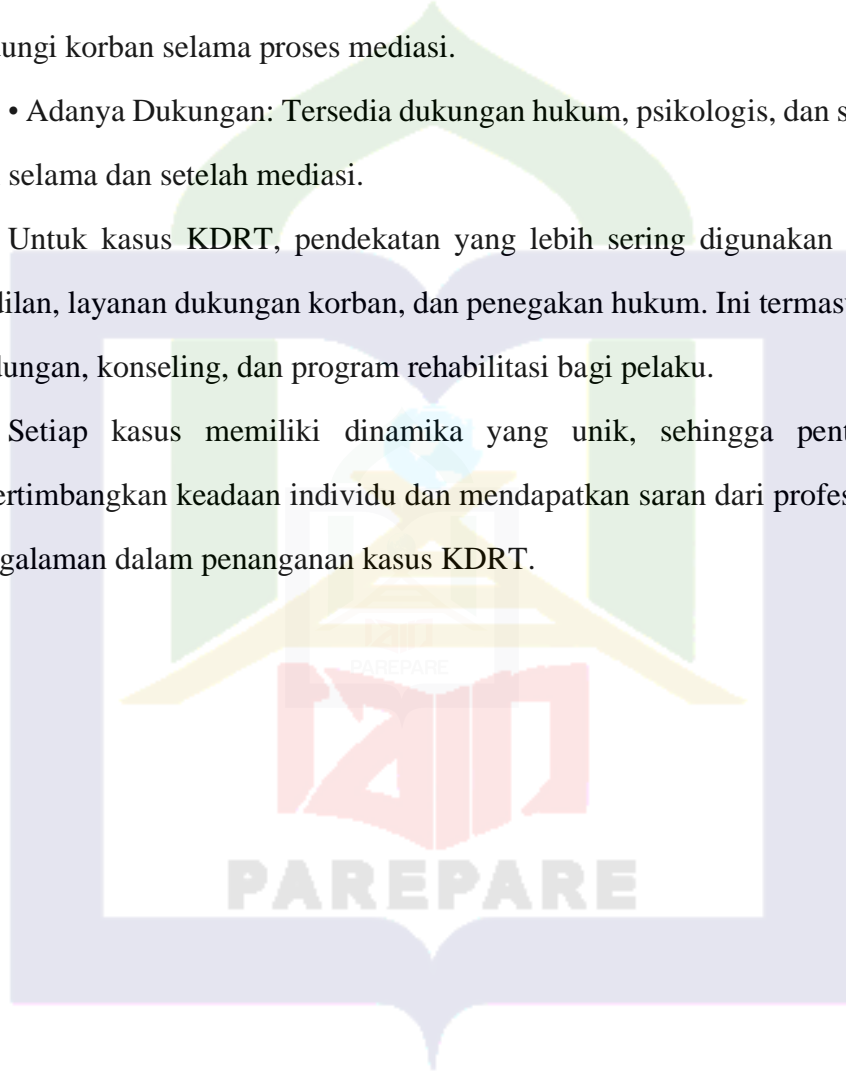 ungi korban selama proses mediasi.
• Adanya Dukungan: Tersedia dukungan hukum, psikologis, dan s
selama dan setelah mediasi.
Untuk kasus KDRT, pendekatan yang lebih sering digunakan
dilan, layanan dukungan korban, dan penegakan hukum. Ini termas
dungan, konseling, dan program rehabilitasi bagi pelaku.
Setiap kasus memiliki dinamika yang unik, sehingga pent
ertimbangkan keadaan individu dan mendapatkan saran dari profes
galaman dalam penanganan kasus KDRT.
iain
PAREPARE
iain
PAREPARE